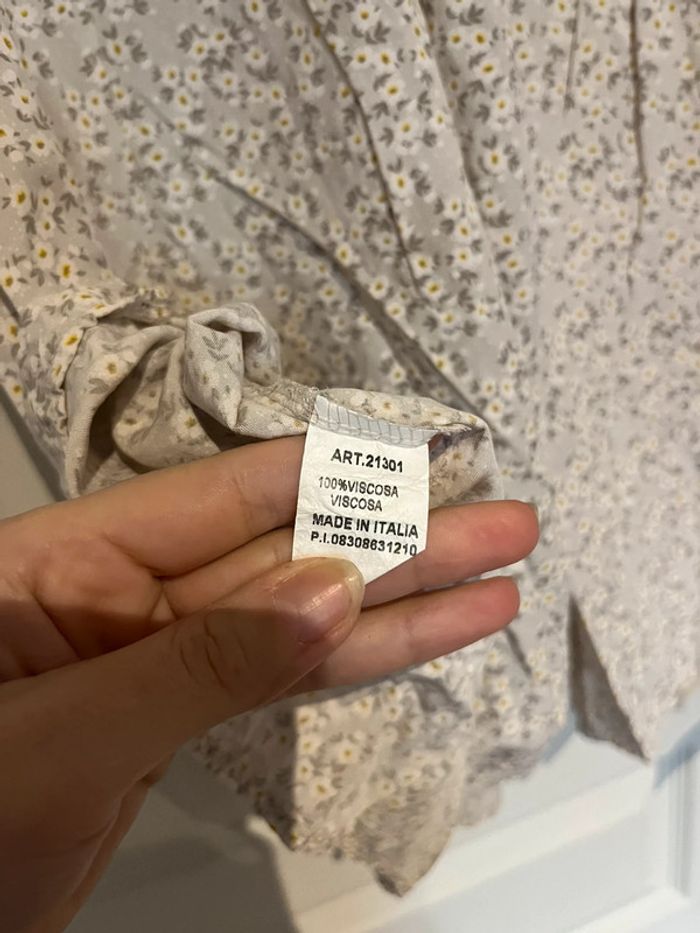 ART.21301
100%VISCOSA
VISCOSA
MADE IN ITALIA
P.I.08308631210